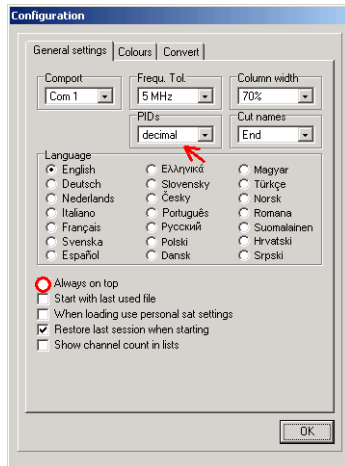 Configuration
General settings Colours Convert
Comport Frequ. Tol. Column width
Com 1 5 MHz 70%
PIDs Cut names
decimal End
Language
English Ελληνικά Magyar
Deutsch Slovensky Türkçe
Nederlands Česky Norsk
Italiano Português Romana
Français Русский Suomalainen
Svenska Polski Hrvatski
Español Dansk Srpski
Always on top
Start with last used file
When loading use personal sat settings
Restore last session when starting
Show channel count in lists
OK